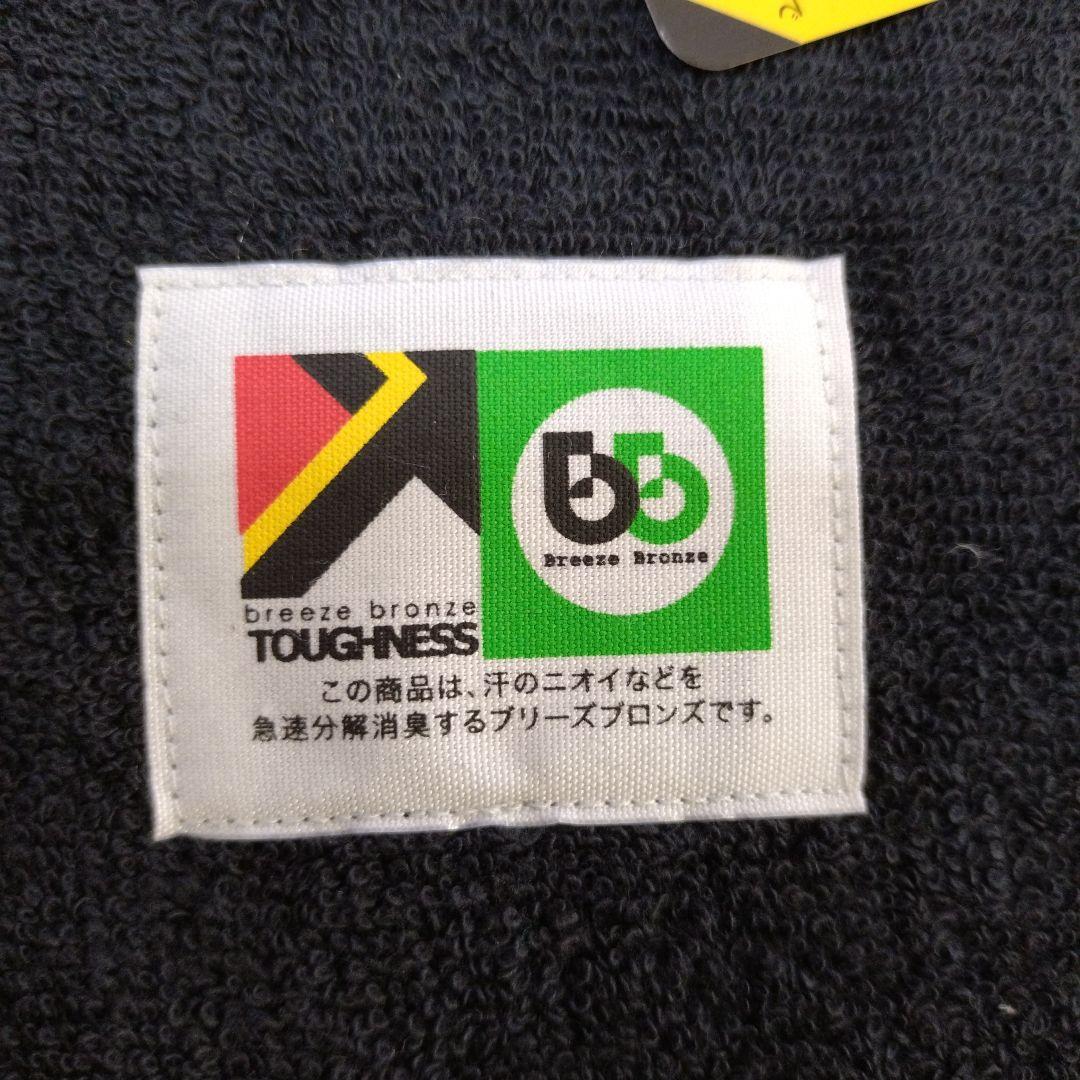 bb
Breeze Bronze
breeze bronze
TOUGHNESS
この商品は、汗のニオイなどを
急速分解消臭するブリーズブロンズです。